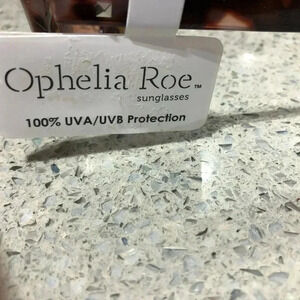 Ophelia Roe™
sunglasses
100% UVA/UVB Protection